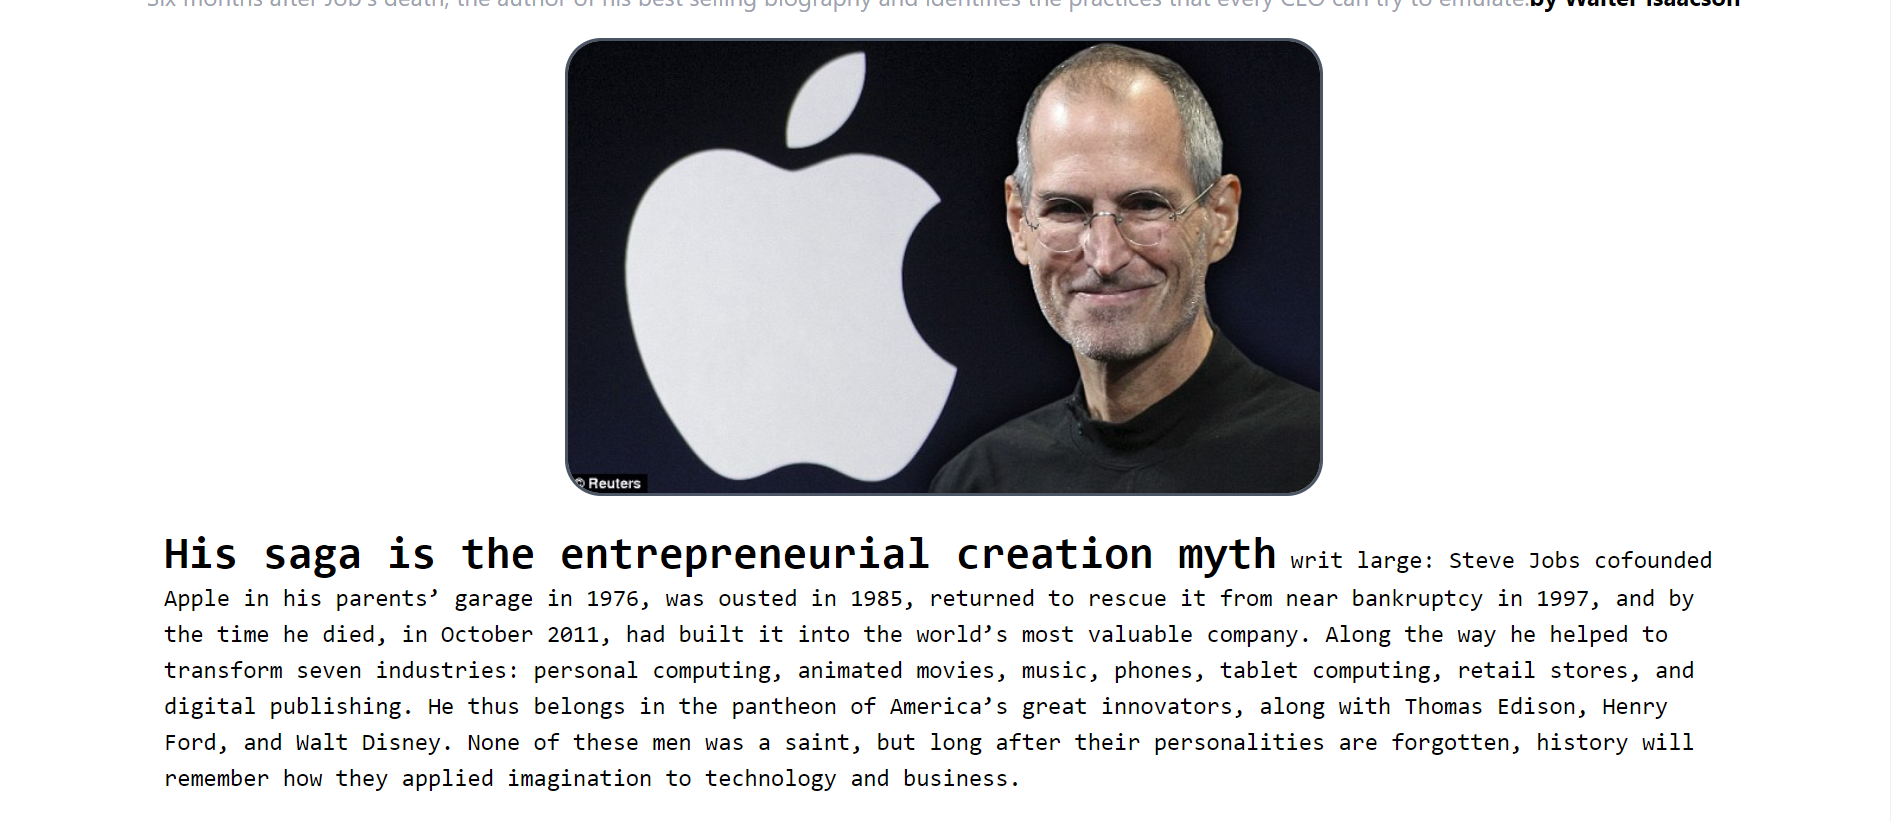 Six months after Job's death, the author of his best selling biography and identifies the practices that every CEO can try to emulate.by Walter Isaacson
© Reuters
His saga is the entrepreneurial creation myth writ large: Steve Jobs cofounded
Apple in his parents’ garage in 1976, was ousted in 1985, returned to rescue it from near bankruptcy in 1997, and by
the time he died, in October 2011, had built it into the world’s most valuable company. Along the way he helped to
transform seven industries: personal computing, animated movies, music, phones, tablet computing, retail stores, and
digital publishing. He thus belongs in the pantheon of America’s great innovators, along with Thomas Edison, Henry
Ford, and Walt Disney. None of these men was a saint, but long after their personalities are forgotten, history will
remember how they applied imagination to technology and business.